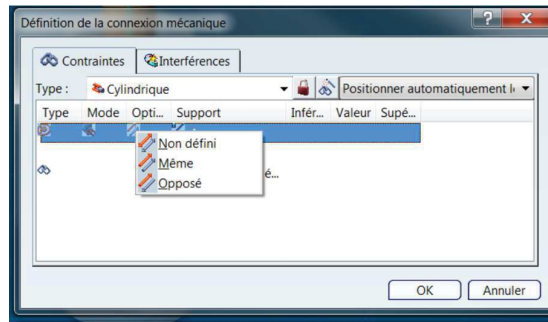 Définition de la connexion mécanique
Contraintes Interférences
Type : Cylindrique Positionner automatiquement l
Type Mode Opti... Support Infér... Valeur Supé...
Non défini
Même
é...
Opposé
OK Annuler